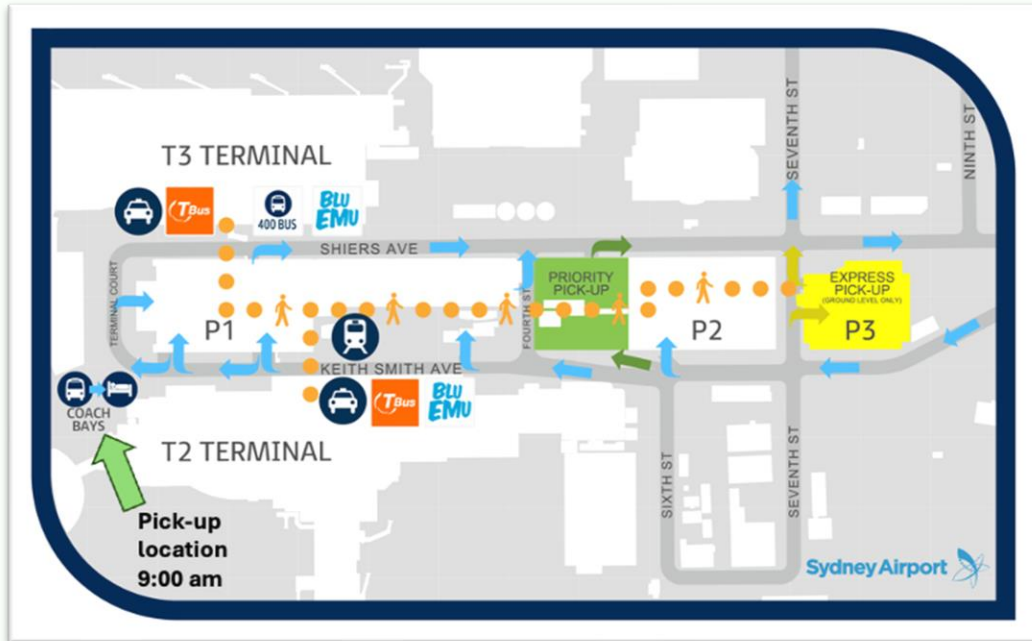 T3 TERMINAL
TBus
400 BUS
BLU
EMU
SHIERS AVE
SEVENTH ST
NINTH ST
TERMINAL COURT
P1
FOURTH ST
PRIORITY
PICK-UP
P2
EXPRESS
PICK-UP
(GROUND LEVEL ONLY)
P3
KEITH SMITH AVE
COACH
BAYS
TBus
BLU
EMU
T2 TERMINAL
SIXTH ST
SEVENTH ST
Pick-up
location
9:00 am
Sydney Airport